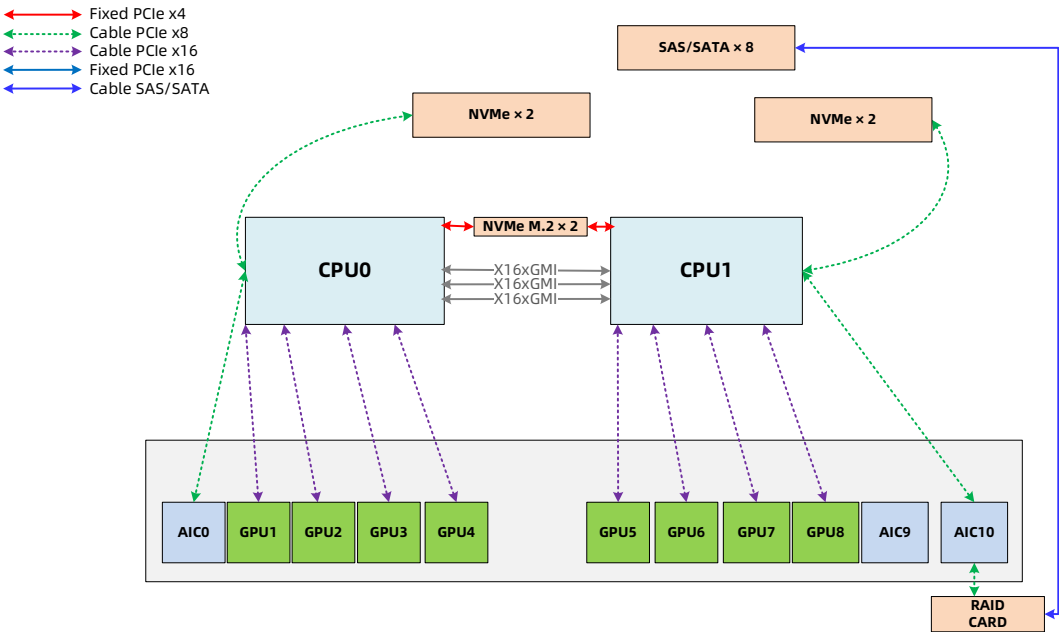 Fixed PCIe x4
Cable PCIe x8
Cable PCIe x16
Fixed PCIe x16
Cable SAS/SATA
SAS/SATA × 8
NVMe × 2
NVMe × 2
NVMe M.2 × 2
CPU0
CPU1
X16xGMI
X16xGMI
X16xGMI
AIC0
GPU1
GPU2
GPU3
GPU4
GPU5
GPU6
GPU7
GPU8
AIC9
AIC10
RAID
CARD